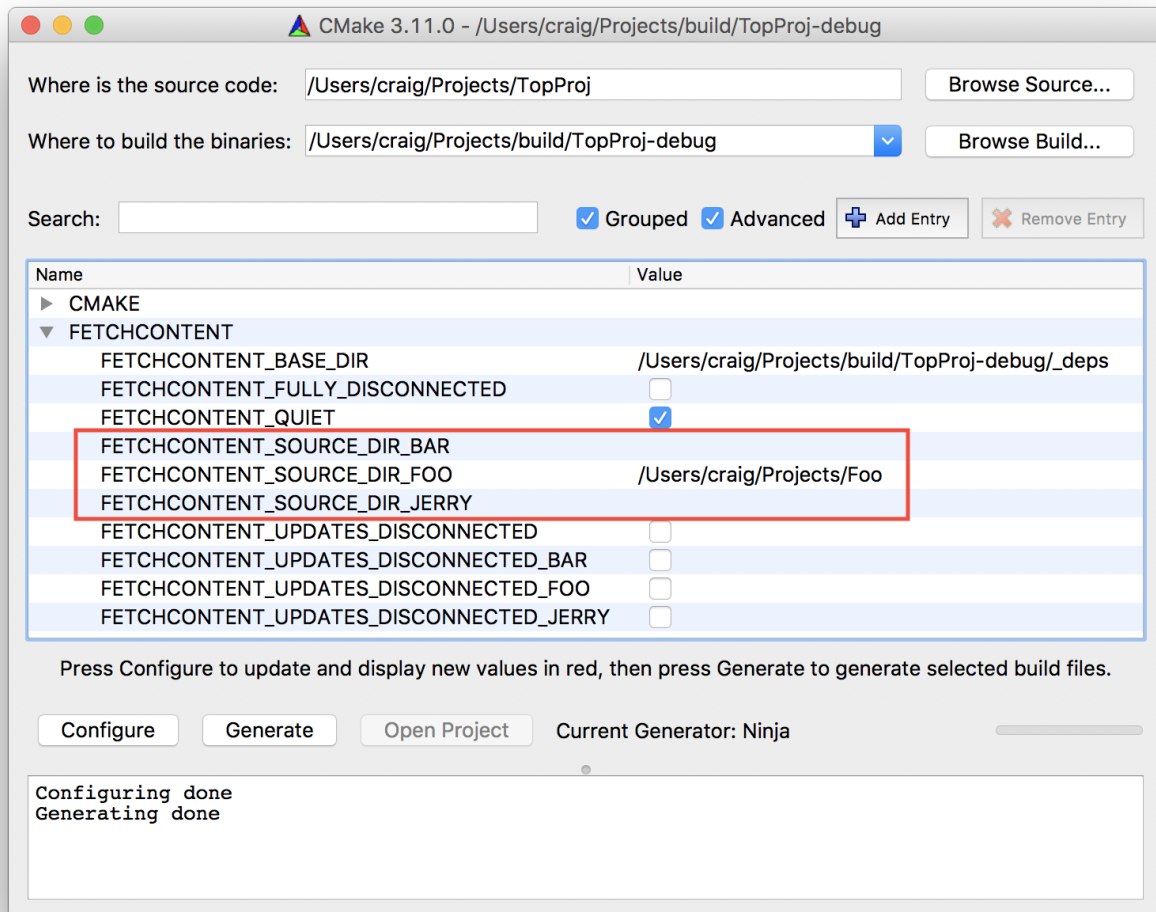 CMake 3.11.0 - /Users/craig/Projects/build/TopProj-debug
Where is the source code: /Users/craig/Projects/TopProj Browse Source...
Where to build the binaries: /Users/craig/Projects/build/TopProj-debug Browse Build...
Search: Grouped Advanced Add Entry Remove Entry
Name Value
CMAKE
FETCHCONTENT
FETCHCONTENT_BASE_DIR /Users/craig/Projects/build/TopProj-debug/_deps
FETCHCONTENT_FULLY_DISCONNECTED
FETCHCONTENT_QUIET
FETCHCONTENT_SOURCE_DIR_BAR
FETCHCONTENT_SOURCE_DIR_FOO /Users/craig/Projects/Foo
FETCHCONTENT_SOURCE_DIR_JERRY
FETCHCONTENT_UPDATES_DISCONNECTED
FETCHCONTENT_UPDATES_DISCONNECTED_BAR
FETCHCONTENT_UPDATES_DISCONNECTED_FOO
FETCHCONTENT_UPDATES_DISCONNECTED_JERRY
Press Configure to update and display new values in red, then press Generate to generate selected build files.
Configure Generate Open Project Current Generator: Ninja
Configuring done
Generating done